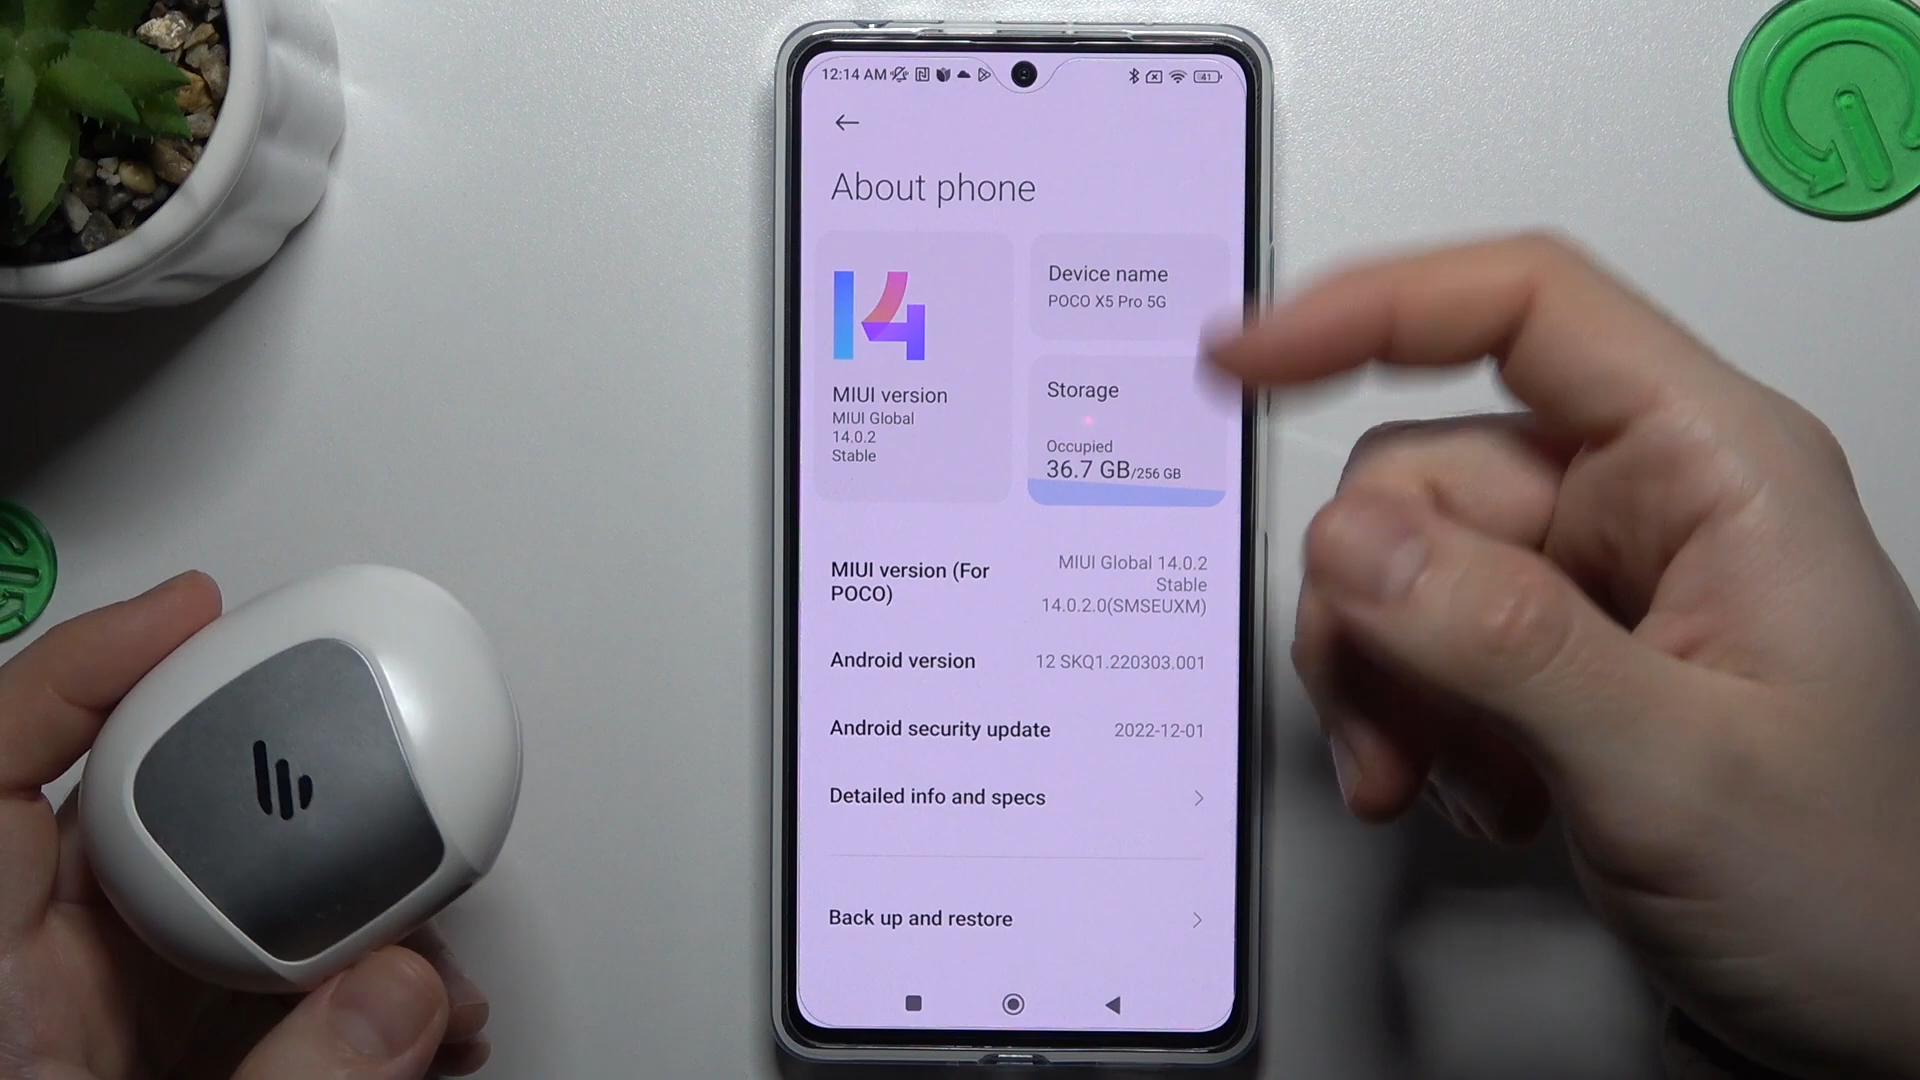 12:14 AM
41
About phone
14
MIUI version
MIUI Global
14.0.2
Stable
Device name
POCO X5 Pro 5G
Storage
Occupied
36.7 GB/256 GB
MIUI version (For
POCO)
MIUI Global 14.0.2
Stable
14.0.2.0(SMSEUXM)
Android version
12 SKQ1.220303.001
Android security update
2022-12-01
Detailed info and specs
Back up and restore